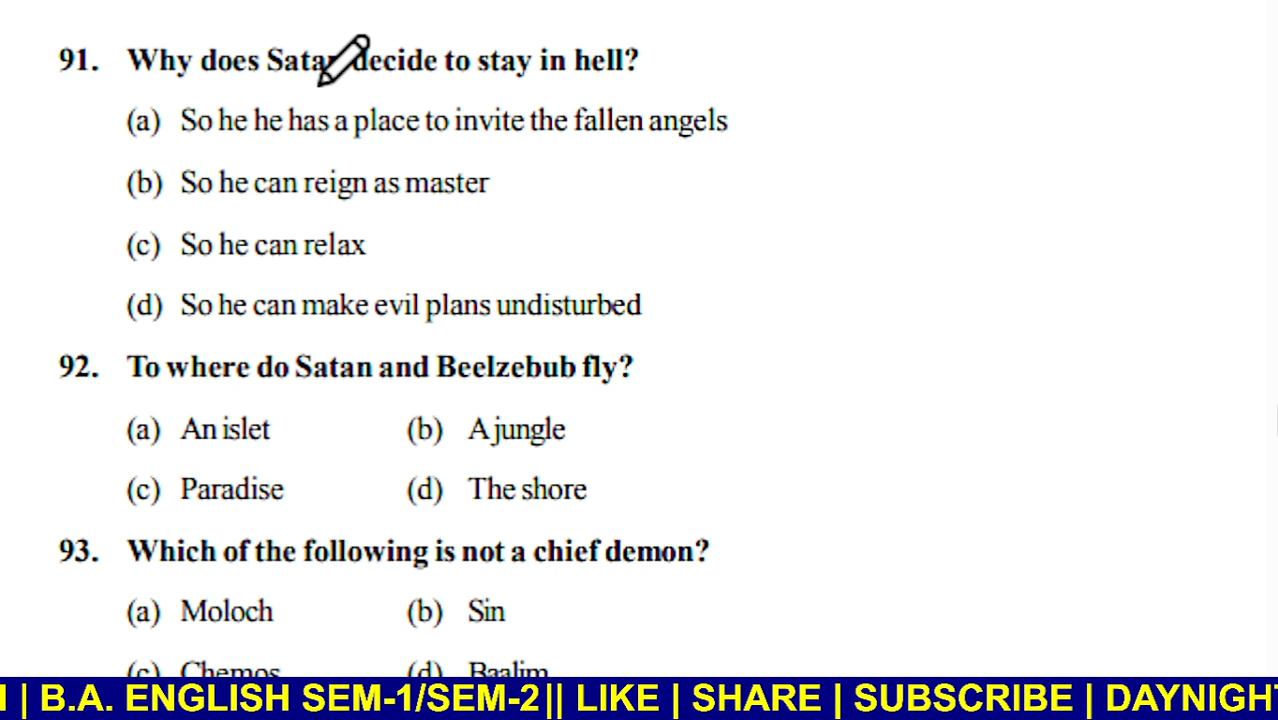 91. Why does Satan decide to stay in hell?
(a) So he he has a place to invite the fallen angels
(b) So he can reign as master
(c) So he can relax
(d) So he can make evil plans undisturbed
92. To where do Satan and Beelzebub fly?
(a) An islet (b) A jungle
(c) Paradise (d) The shore
93. Which of the following is not a chief demon?
(a) Moloch (b) Sin
(c) Chemos (d) Baalim
| B.A. ENGLISH SEM-1/SEM-2 || LIKE | SHARE | SUBSCRIBE | DAYNIGHT